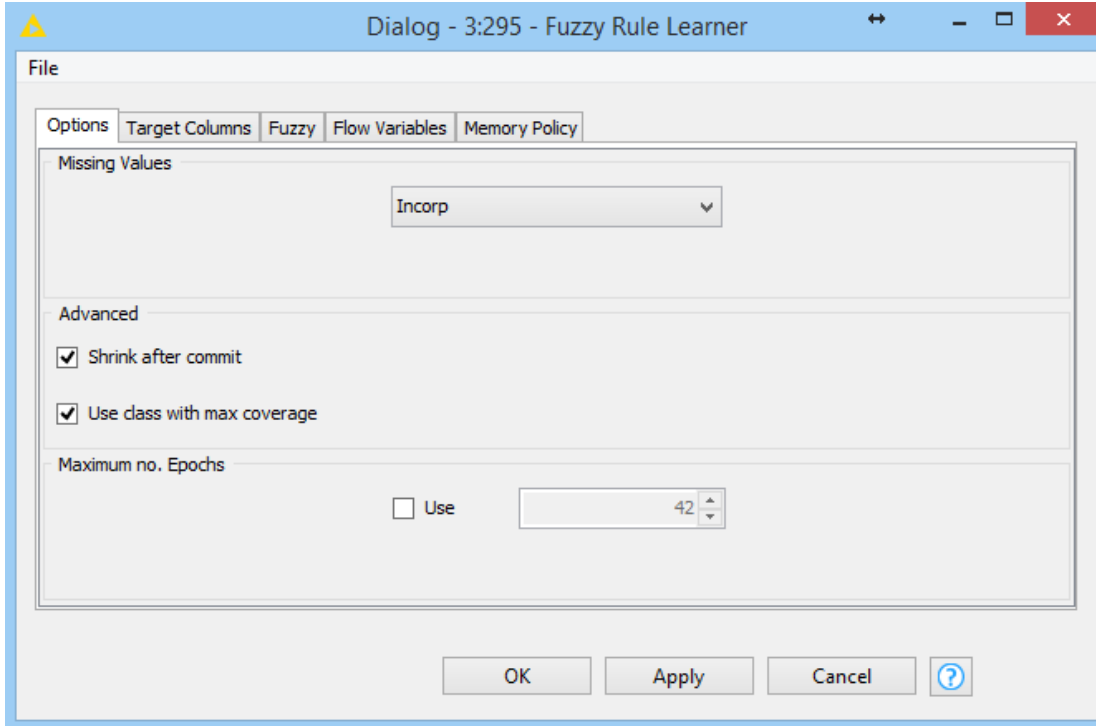 Dialog - 3:295 - Fuzzy Rule Learner
File
Options Target Columns Fuzzy Flow Variables Memory Policy
Missing Values
Incorp
Advanced
Shrink after commit
Use class with max coverage
Maximum no. Epochs
Use 42
OK Apply Cancel ?